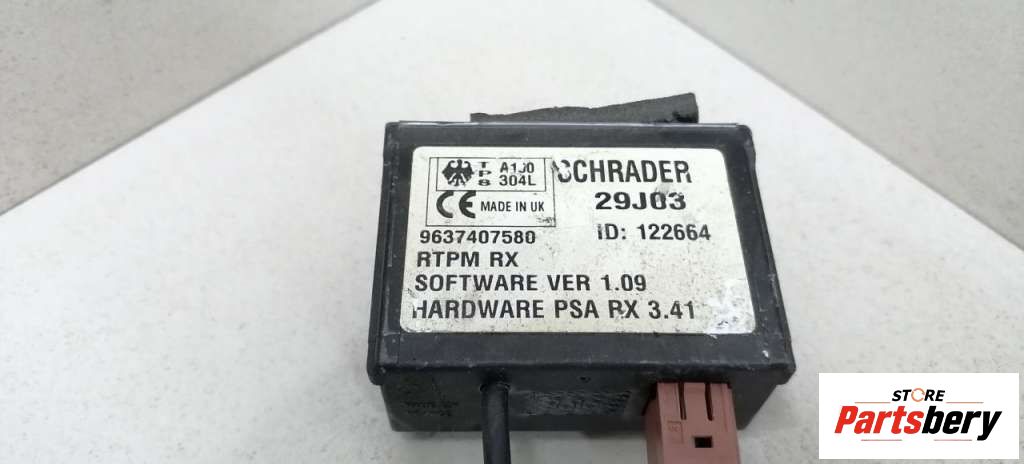 T P S A1J0 304L
SCHRADER
29J03
CE MADE IN UK
9637407580
ID: 122664
RTPM RX
SOFTWARE VER 1.09
HARDWARE PSA RX 3.41
STORE
Partsbery